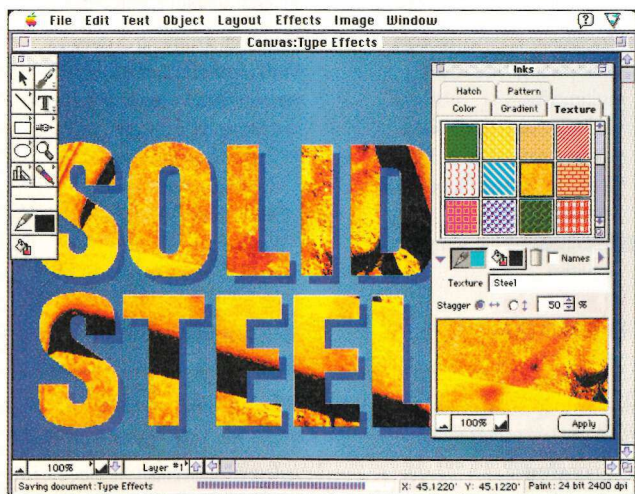 File Edit Text Object Layout Effects Image Window
Canvas:Type Effects
Inks
Hatch Pattern
Color Gradient Texture
SOLID
STEEL
Names
Texture Steel
Stagger 50 %
100%
Apply
100% Layer #1
Saving document:Type Effects X: 45.1220" Y: 45.1220" Paint: 24 bit 2400 dpi